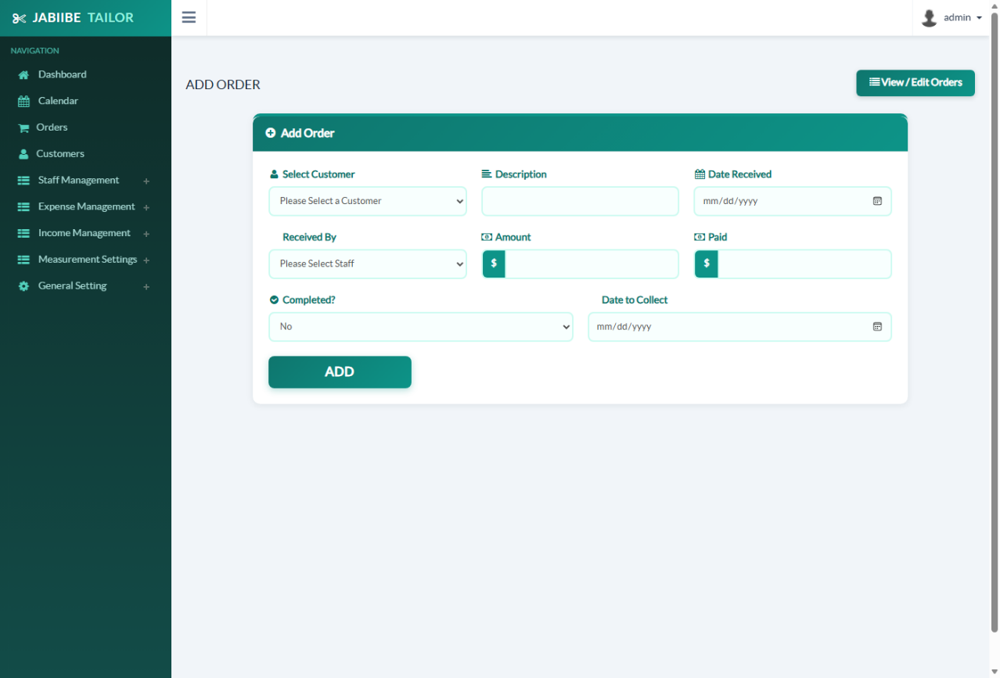 JABIIBE TAILOR
admin
NAVIGATION
Dashboard
Calendar
Orders
Customers
Staff Management +
Expense Management +
Income Management +
Measurement Settings +
General Setting +
ADD ORDER
View / Edit Orders
Add Order
Select Customer Description Date Received
Please Select a Customer mm/dd/yyyy
Received By Amount Paid
Please Select Staff $ $
Completed? Date to Collect
No mm/dd/yyyy
ADD